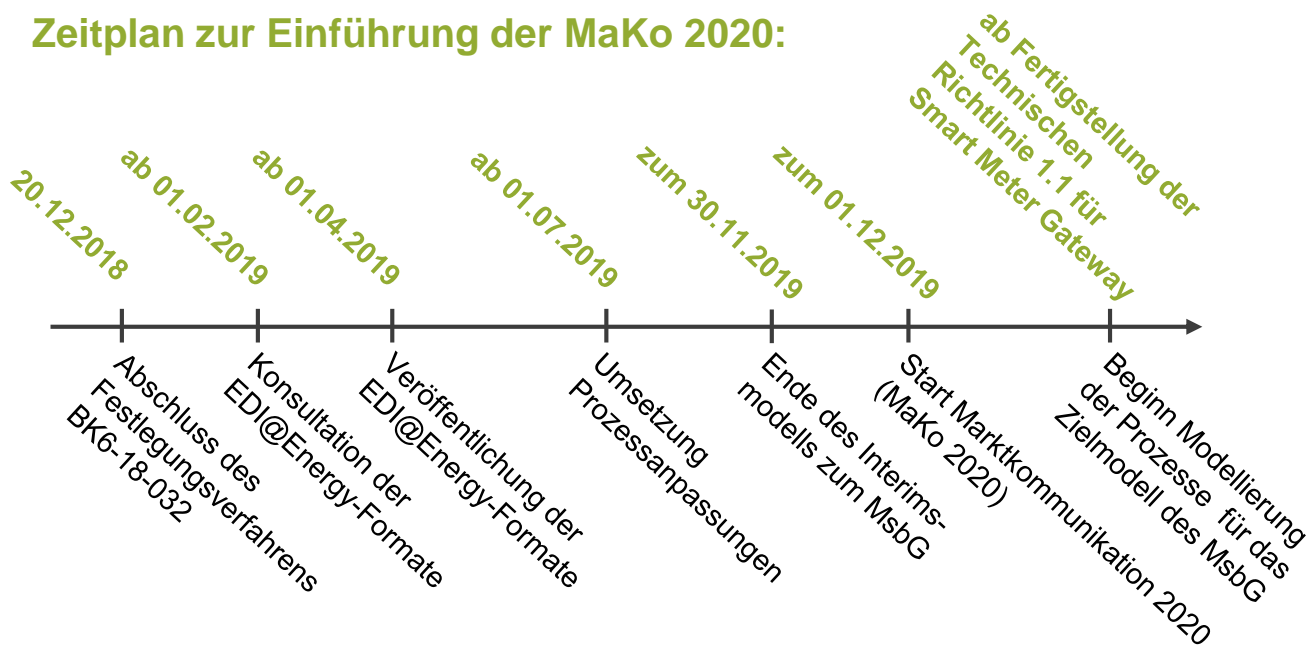 Zeitplan zur Einführung der MaKo 2020:
20.12.2018
Abschluss des
Festlegungsverfahrens
BK6-18-032
ab 01.02.2019
Konsultation der
EDI@Energy-Formate
ab 01.04.2019
Veröffentlichung der
EDI@Energy-Formate
ab 01.07.2019
Umsetzung
Prozessanpassungen
zum 30.11.2019
Ende des Interims-
modells zum MsbG
zum 01.12.2019
Start Marktkommunikation 2020
(MaKo 2020)
ab Fertigstellung der
Technischen
Richtlinie 1.1 für
Smart Meter Gateway
Beginn Modellierung
der Prozesse für das
Zielmodell des MsbG